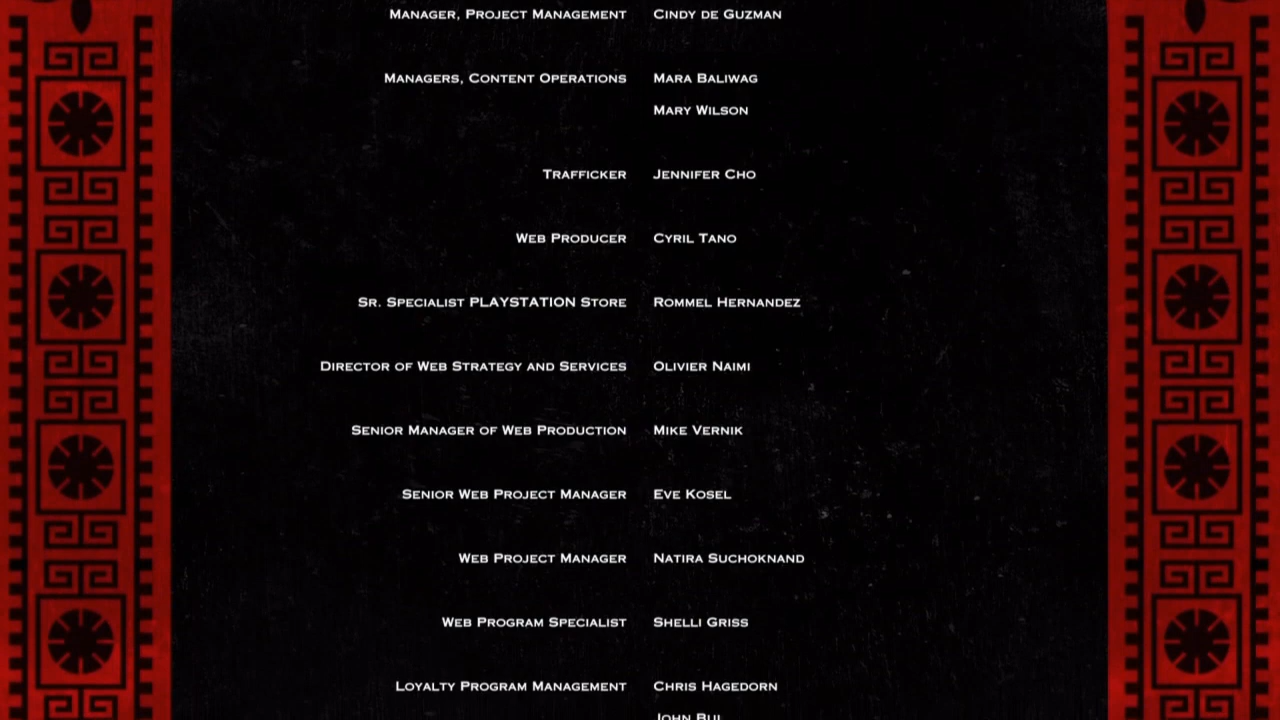 Manager, Project Management Cindy de Guzman
Managers, Content Operations Mara Baliwag
Mary Wilson
Trafficker Jennifer Cho
Web Producer Cyril Tano
Sr. Specialist PLAYSTATION Store Rommel Hernandez
Director of Web Strategy and Services Olivier Naimi
Senior Manager of Web Production Mike Vernik
Senior Web Project Manager Eve Kosel
Web Project Manager Natira Suchoknand
Web Program Specialist Shelli Griss
Loyalty Program Management Chris Hagedorn
John